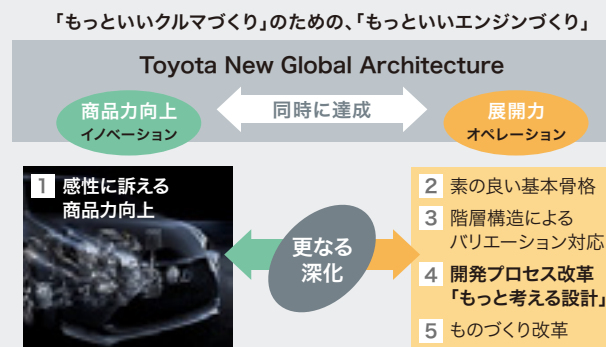 「もっといいクルマづくり」のための、「もっといいエンジンづくり」
Toyota New Global Architecture
商品力向上
イノベーション
同時に達成
展開力
オペレーション
1 感性に訴える
商品力向上
更なる
深化
2 素の良い基本骨格
3 階層構造による
バリエーション対応
4 開発プロセス改革
「もっと考える設計」
5 ものづくり改革